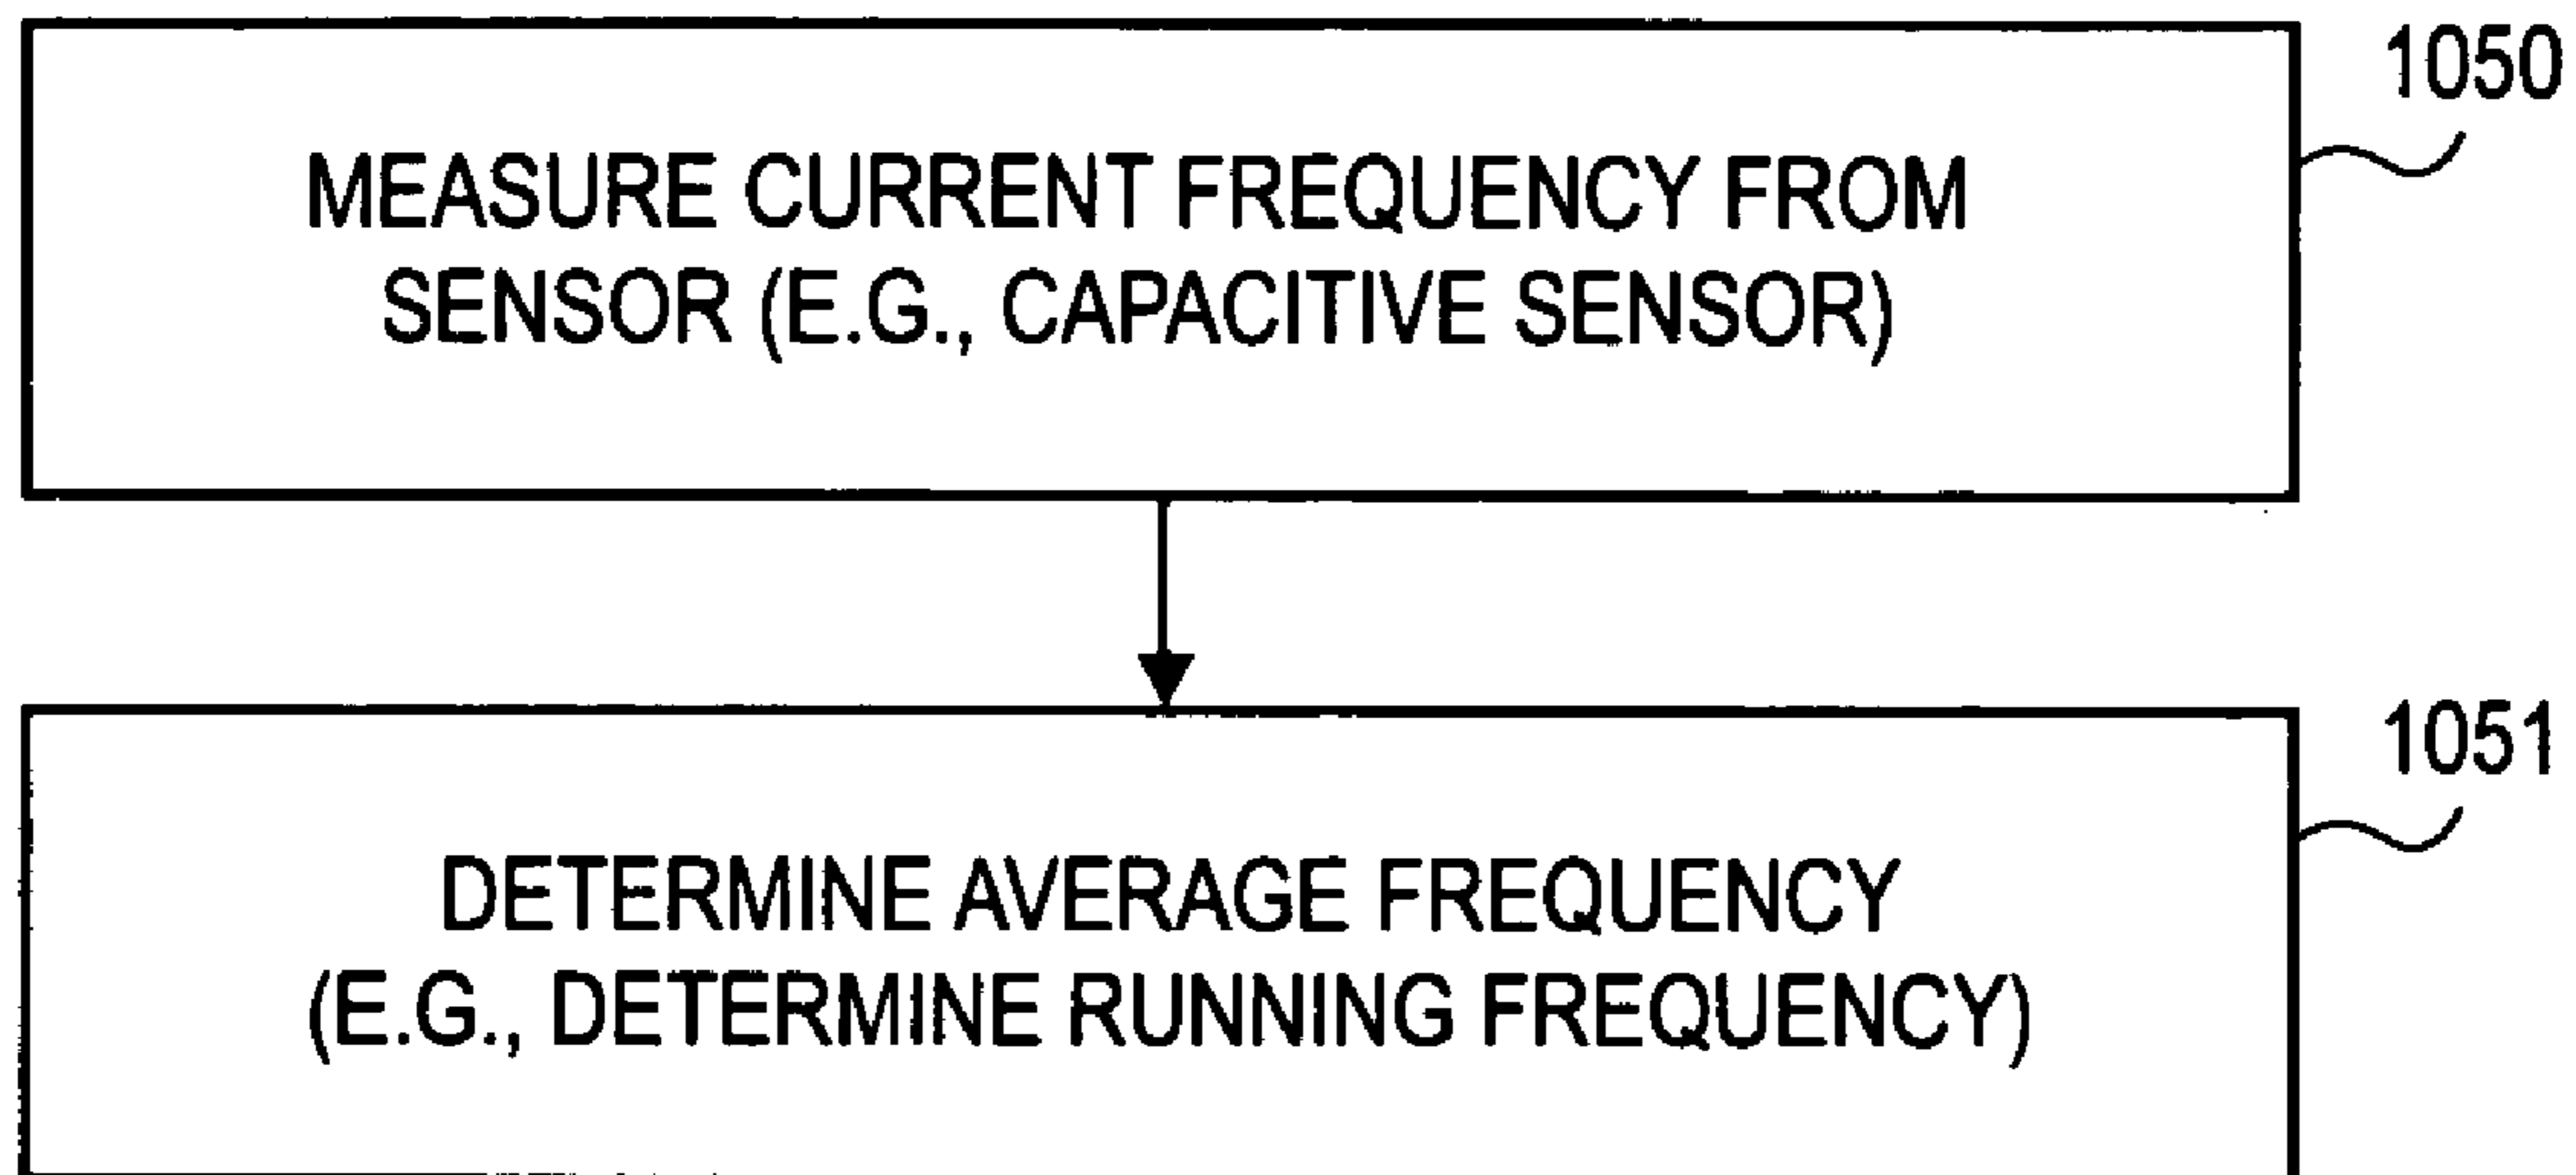 1050
MEASURE CURRENT FREQUENCY FROM
SENSOR (E.G., CAPACITIVE SENSOR)
1051
DETERMINE AVERAGE FREQUENCY
(E.G., DETERMINE RUNNING FREQUENCY)